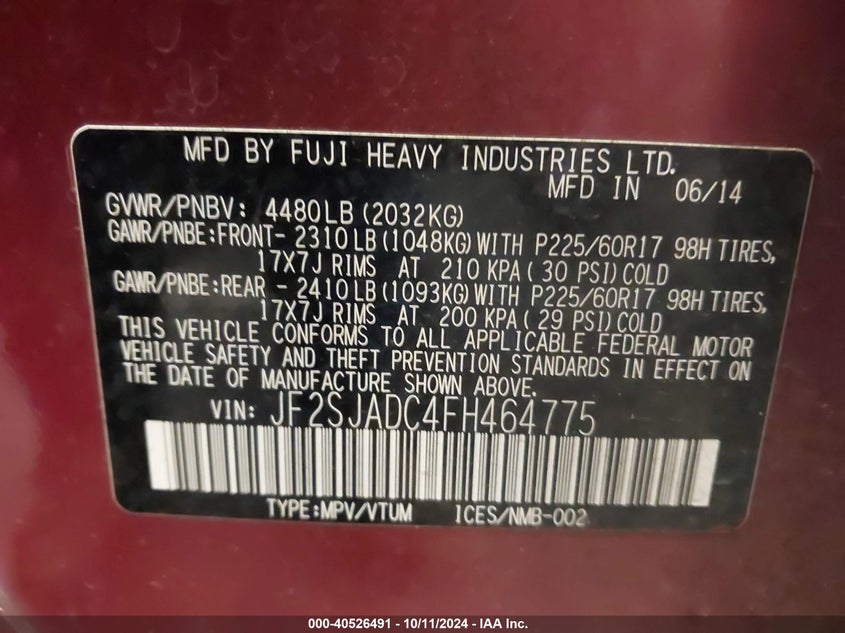 MFD BY FUJI HEAVY INDUSTRIES LTD.
MFD IN 06/14
GVWR/PNBV: 4480LB (2032KG)
GAWR/PNBE:FRONT- 2310LB (1048KG) WITH P225/60R17 98H TIRES,
17X7J RIMS AT 210 KPA ( 30 PSI) COLD
GAWR/PNBE:REAR - 2410LB (1093KG) WITH P225/60R17 98H TIRES,
17X7J RIMS AT 200 KPA ( 29 PSI) COLD
THIS VEHICLE CONFORMS TO ALL APPLICABLE FEDERAL MOTOR
VEHICLE SAFETY AND THEFT PREVENTION STANDARDS IN EFFECT ON
THE DATE OF MANUFACTURE SHOWN ABOVE.
VIN: JF2SJADC4FH464775
TYPE:MPV/VTUM ICES/NMB-002
000-40526491 - 10/11/2024 - IAA Inc.